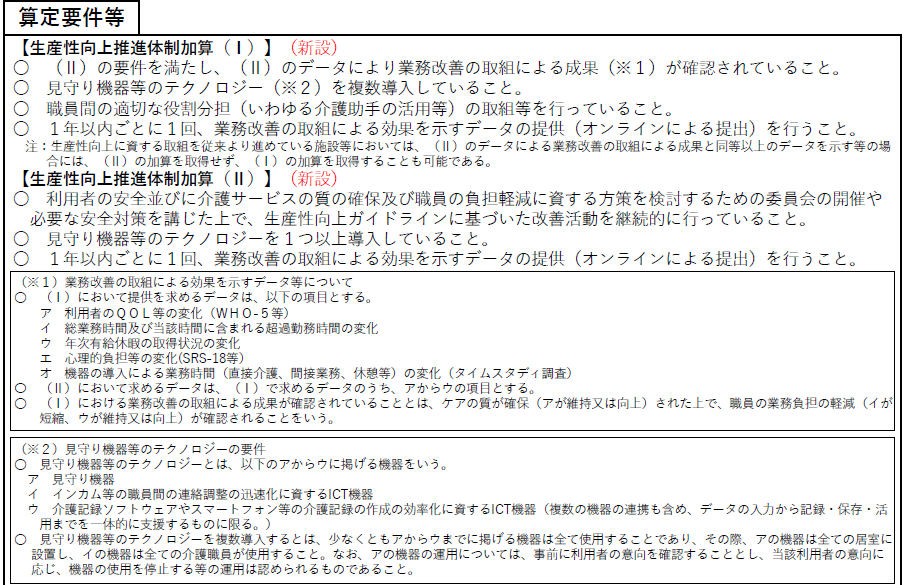 算定要件等
【生産性向上推進体制加算（Ⅰ）】（新設）
○　（Ⅱ）の要件を満たし、（Ⅱ）のデータにより業務改善の取組による成果（※１）が確認されていること。
○　見守り機器等のテクノロジー（※２）を複数導入していること。
○　職員間の適切な役割分担（いわゆる介護助手の活用等）の取組等を行っていること。
○　１年以内ごとに１回、業務改善の取組による効果を示すデータの提供（オンラインによる提出）を行うこと。
注：生産性向上に資する取組を従来より進めている施設等においては、（Ⅱ）のデータによる業務改善の取組による成果と同等以上のデータを示す等の場
合には、（Ⅱ）の加算を取得せず、（Ⅰ）の加算を取得することも可能である。
【生産性向上推進体制加算（Ⅱ）】（新設）
○　利用者の安全並びに介護サービスの質の確保及び職員の負担軽減に資する方策を検討するための委員会の開催や
必要な安全対策を講じた上で、生産性向上ガイドラインに基づいた改善活動を継続的に行っていること。
○　見守り機器等のテクノロジーを１つ以上導入していること。
○　１年以内ごとに１回、業務改善の取組による効果を示すデータの提供（オンラインによる提出）を行うこと。
（※１）業務改善の取組による効果を示すデータ等について
○　（Ⅰ）において提供を求めるデータは、以下の項目とする。
ア　利用者のＱＯＬ等の変化（ＷＨＯ-５等）
イ　総業務時間及び当該時間に含まれる超過勤務時間の変化
ウ　年次有給休暇の取得状況の変化
エ　心理的負担等の変化(SRS-18等)
オ　機器の導入による業務時間（直接介護、間接業務、休憩等）の変化（タイムスタディ調査）
○　（Ⅱ）において求めるデータは、（Ⅰ）で求めるデータのうち、アからウの項目とする。
○　（Ⅰ）における業務改善の取組による成果が確認されていることとは、ケアの質が確保（アが維持又は向上）された上で、職員の業務負担の軽減（イが
短縮、ウが維持又は向上）が確認されることをいう。
（※２）見守り機器等のテクノロジーの要件
○　見守り機器等のテクノロジーとは、以下のアからウに掲げる機器をいう。
ア　見守り機器
イ　インカム等の職員間の連絡調整の迅速化に資するICT機器
ウ　介護記録ソフトウェアやスマートフォン等の介護記録の作成の効率化に資するICT機器（複数の機器の連携も含め、データの入力から記録・保存・活
用までを一体的に支援するものに限る。）
○　見守り機器等のテクノロジーを複数導入するとは、少なくともアからウまでに掲げる機器は全て使用することであり、その際、アの機器は全ての居室に
設置し、イの機器は全ての介護職員が使用すること。なお、アの機器の運用については、事前に利用者の意向を確認することとし、当該利用者の意向に
応じ、機器の使用を停止する等の運用は認められるものであること。